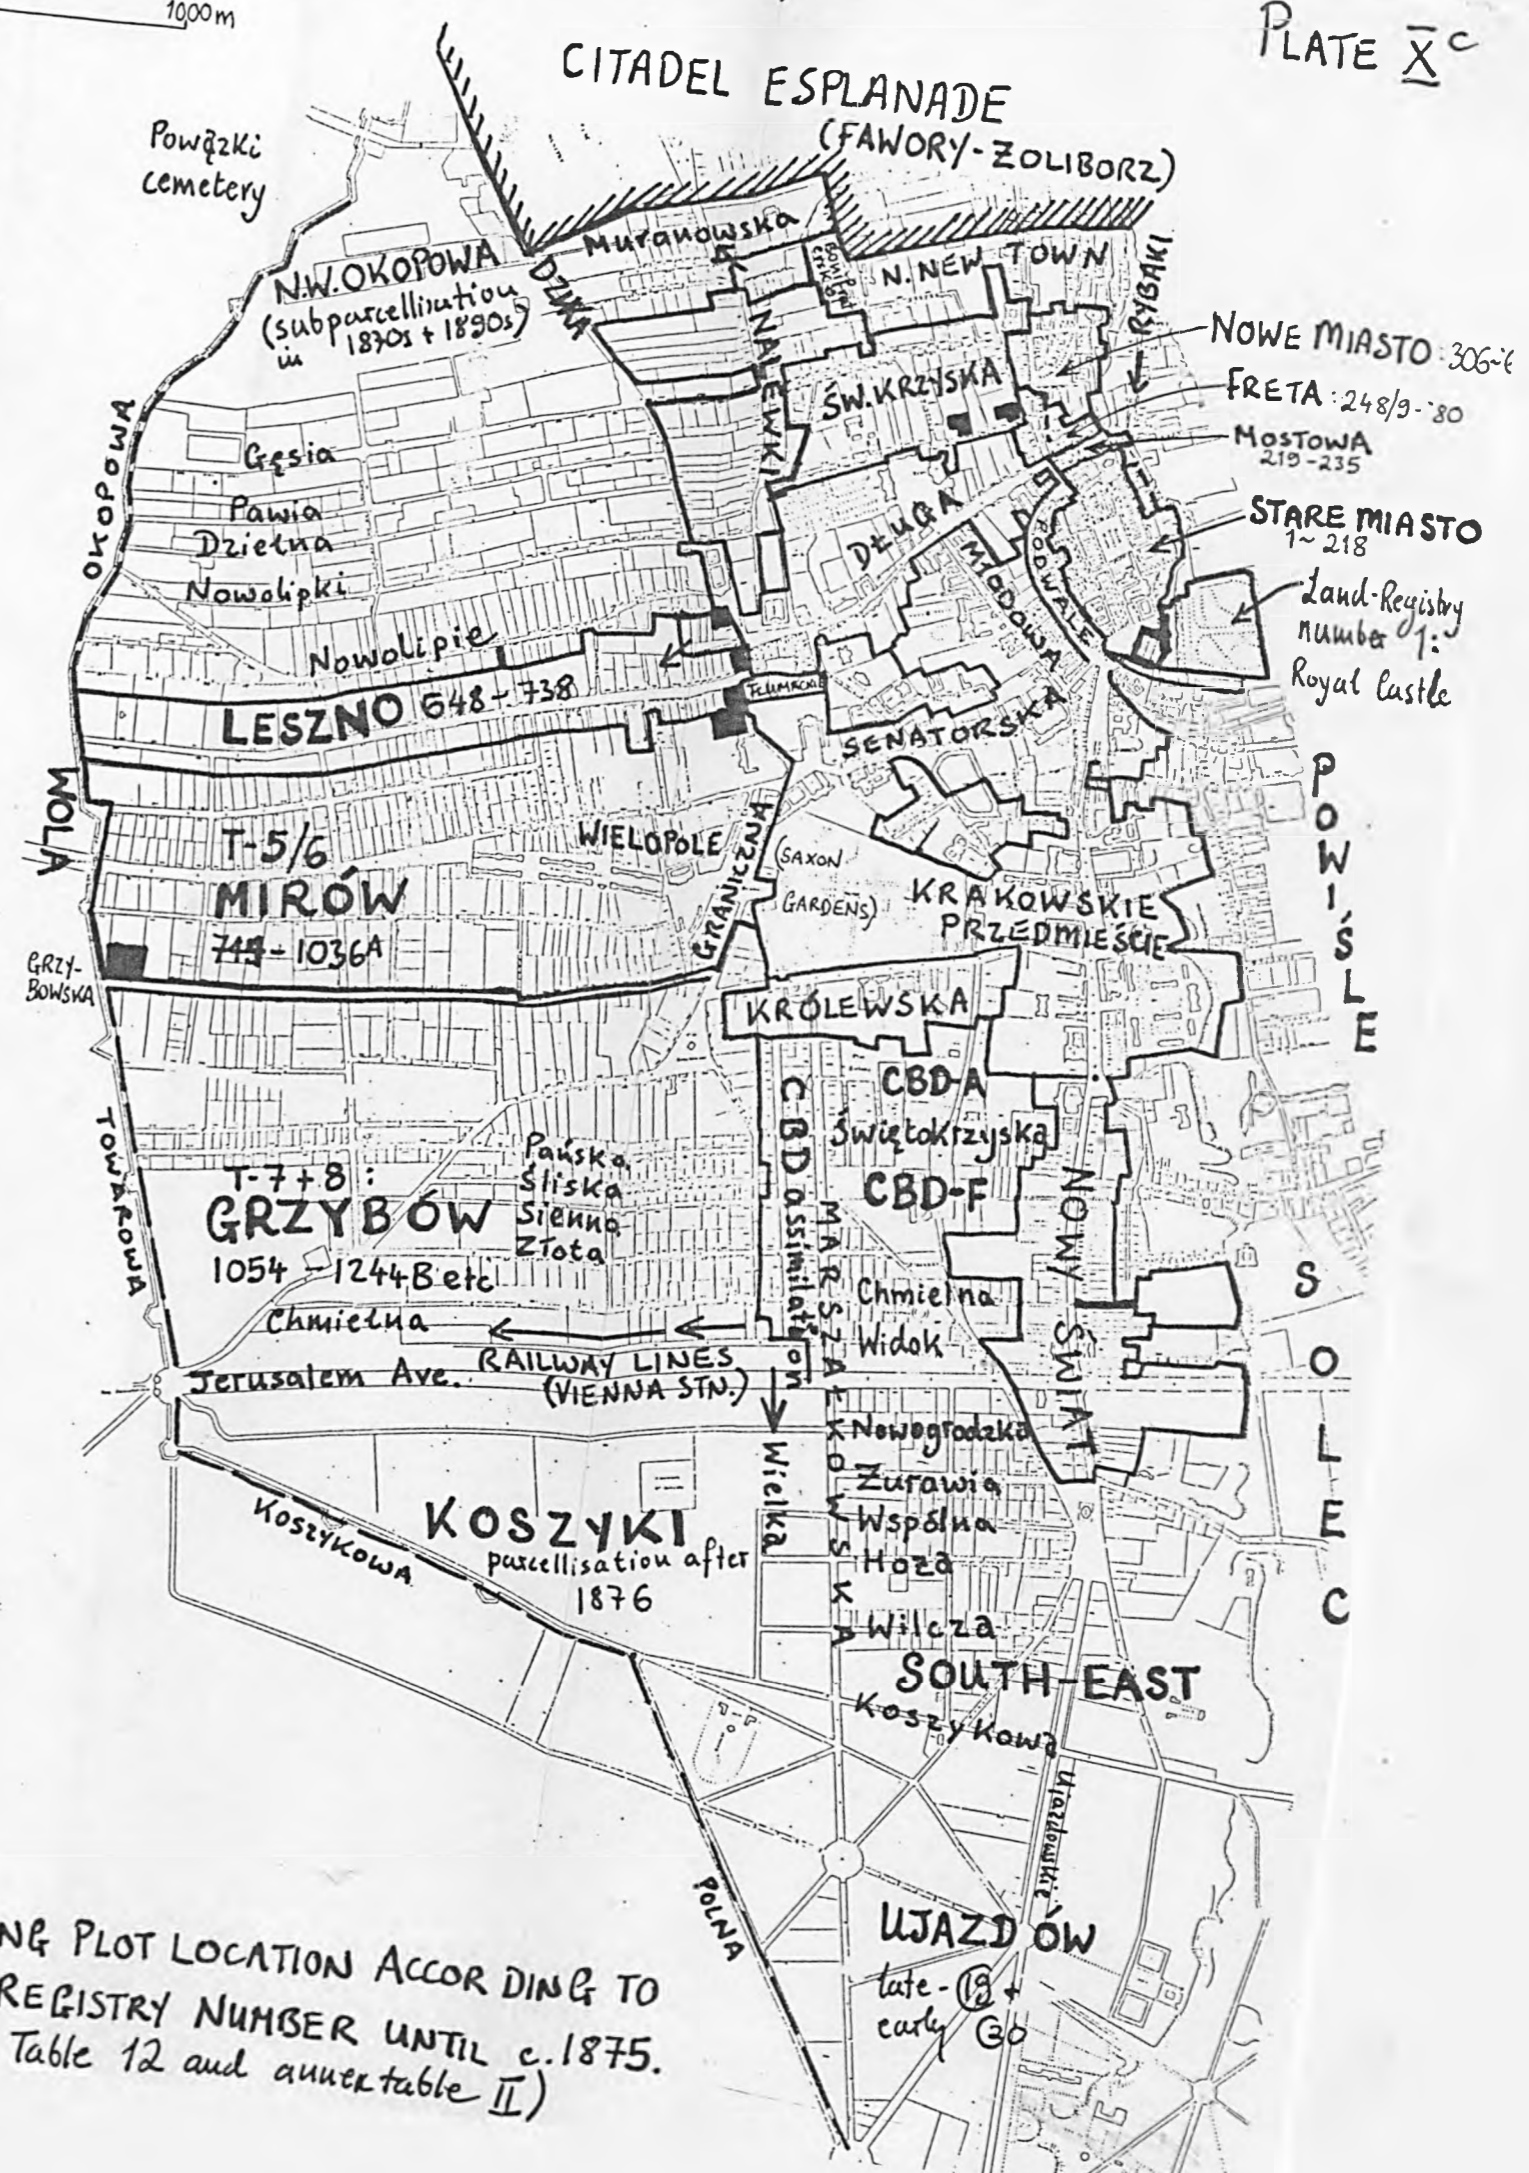 1000m
PLATE X c
CITADEL ESPLANADE
(FAWORY-ŻOLIBORZ)
Powązki
cemetery
Muranowska
N.W.OKOPOWA
(subparcellisation
in 1870s + 1890s)
DZIKA
N. NEW TOWN
RYBAKI
NALEWKI
NOWE MIASTO: 306~
FRETA: 248/9-'80
MOSTOWA
219-235
ŚW.KRZYSKA
OKOPOWA
Gęsia
Pawia
Dzielna
Nowolipki
DŁUGA
MIODOWA
PODWALE
STARE MIASTO
1~218
Land-Registry
number 1:
Royal Castle
Nowolipie
LESZNO 648-738
TŁUMACKIE
SENATORSKA
WOLA
POWIŚLE
T-5/6
MIRÓW
-1036A
WIELOPOLE
GRANICZNA
(SAXON
GARDENS)
KRAKOWSKIE
PRZEDMIEŚCIE
GRZY-
BOWSKA
KRÓLEWSKA
CBD-A
Świętokrzyska
CBD-F
CBD assimilation
MARSZAŁKOWSKA
NOWY ŚWIAT
TOWAROWA
T-7+8:
GRZYBÓW
1054-1244B etc
Pańska
Śliska
Sienna
Złota
Chmielna
Widok
SOLEC
Chmielna
RAILWAY LINES
(VIENNA STN.)
Jerusalem Ave.
Nowogrodzka
Żurawia
Wspólna
Hoża
Wilcza
Wielka
KOSZYKI
parcellisation after
1876
KOSZYKOWA
SOUTH-EAST
Koszykowa
Ujazdowskie
POLNA
UJAZDÓW
late-19 +
early 20
NG PLOT LOCATION ACCORDING TO
REGISTRY NUMBER UNTIL c.1875.
Table 12 and annex table II)